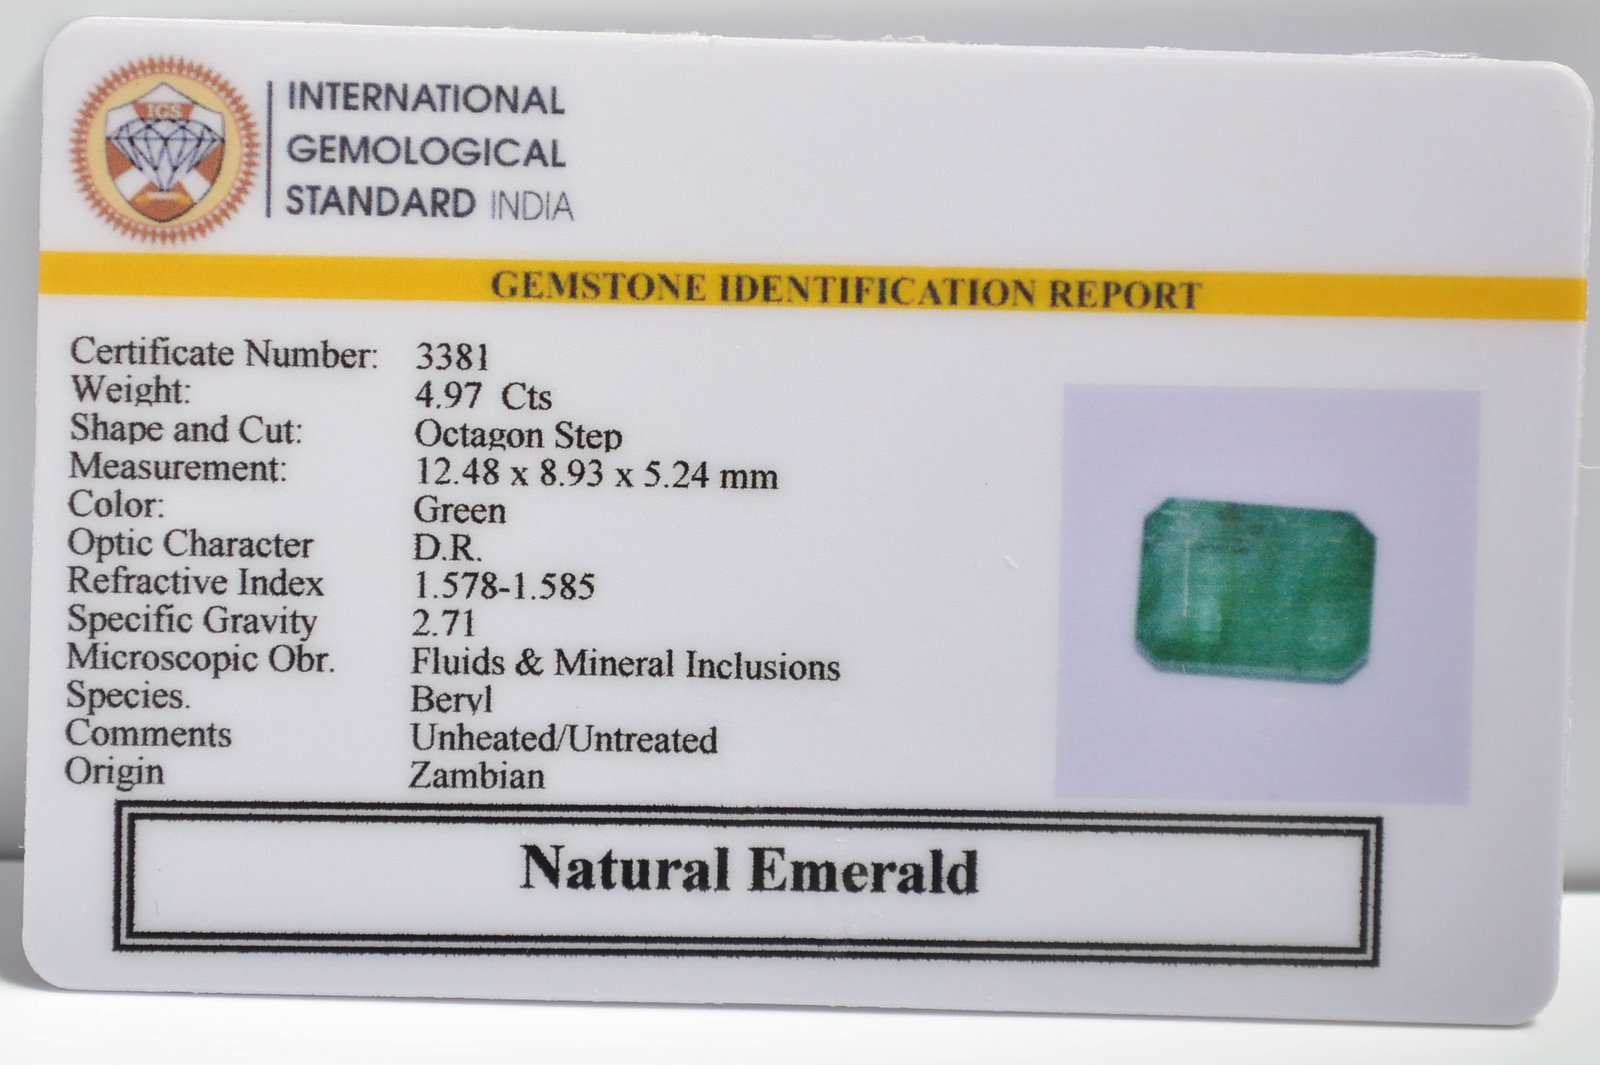 IGS
INTERNATIONAL
GEMOLOGICAL
STANDARD INDIA
GEMSTONE IDENTIFICATION REPORT
Certificate Number: 3381
Weight: 4.97 Cts
Shape and Cut: Octagon Step
Measurement: 12.48 x 8.93 x 5.24 mm
Color: Green
Optic Character D.R.
Refractive Index 1.578-1.585
Specific Gravity 2.71
Microscopic Obr. Fluids & Mineral Inclusions
Species. Beryl
Comments Unheated/Untreated
Origin Zambian
Natural Emerald